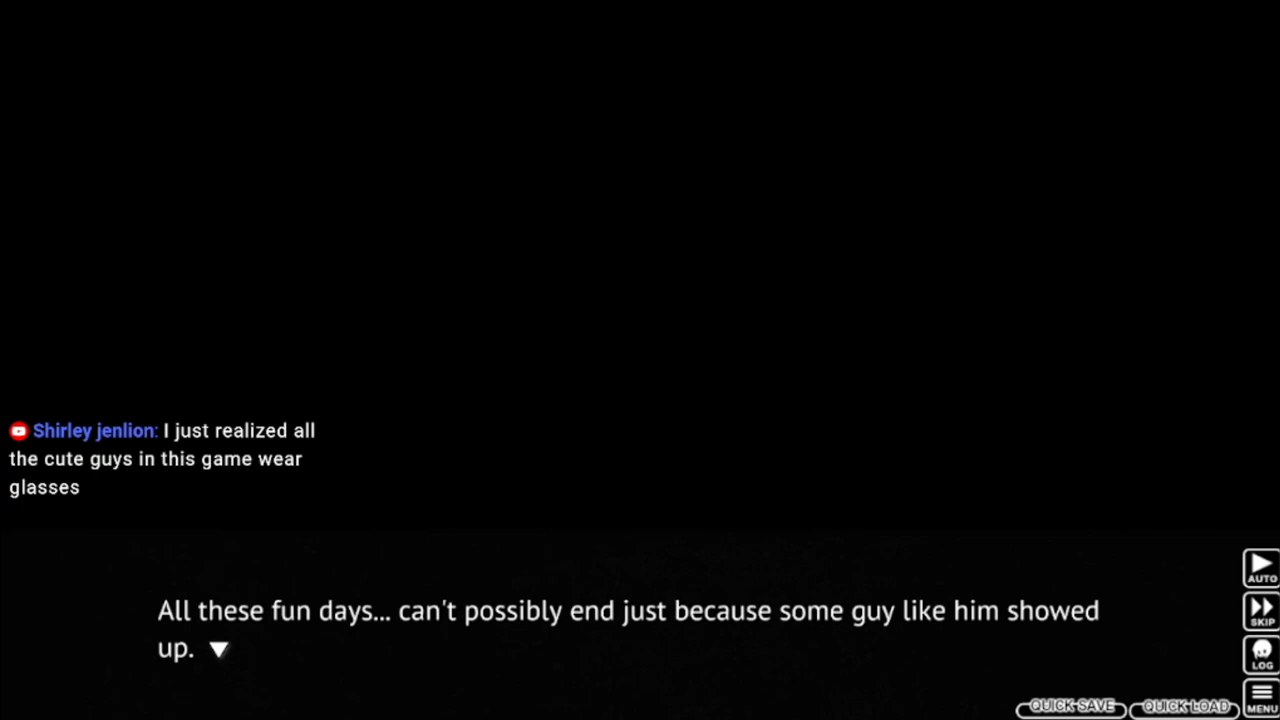 Shirley jenlion: I just realized all
the cute guys in this game wear
glasses
All these fun days... can't possibly end just because some guy like him showed
up.
AUTO
SKIP
LOG
MENU
QUICK SAVE
QUICK LOAD